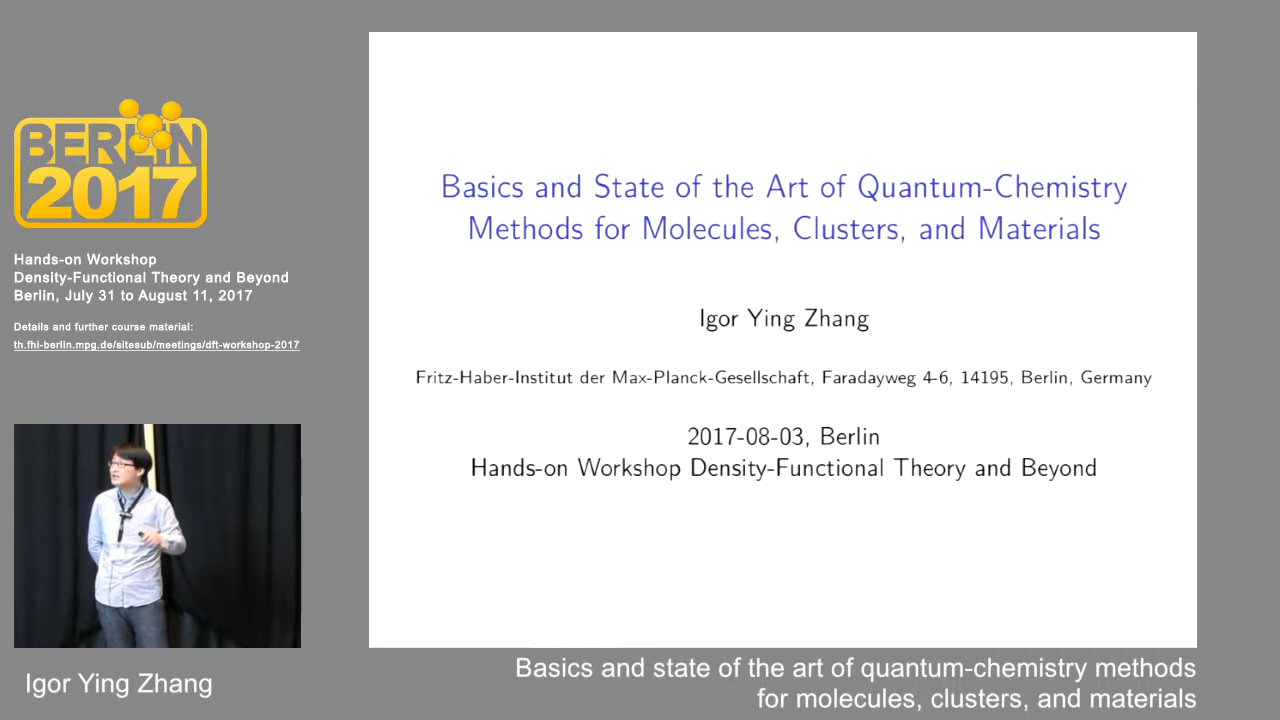 BERLIN
2017
Hands-on Workshop
Density-Functional Theory and Beyond
Berlin, July 31 to August 11, 2017
Details and further course material:
th.fhi-berlin.mpg.de/sitesub/meetings/dft-workshop-2017
Basics and State of the Art of Quantum-Chemistry
Methods for Molecules, Clusters, and Materials
Igor Ying Zhang
Fritz-Haber-Institut der Max-Planck-Gesellschaft, Faradayweg 4-6, 14195, Berlin, Germany
2017-08-03, Berlin
Hands-on Workshop Density-Functional Theory and Beyond
Igor Ying Zhang
Basics and state of the art of quantum-chemistry methods
for molecules, clusters, and materials